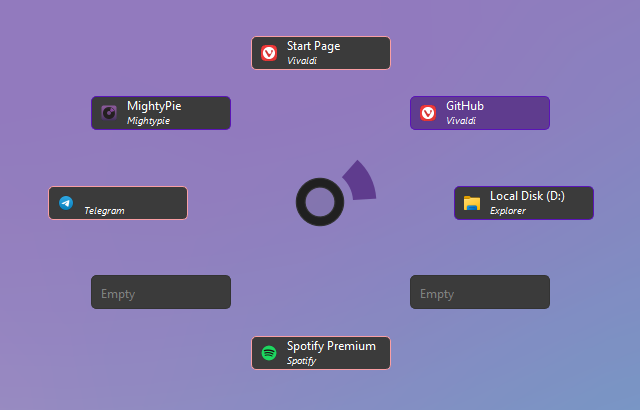 Start Page
Vivaldi
MightyPie
Mightypie
GitHub
Vivaldi
Telegram
Local Disk (D:)
Explorer
Empty
Empty
Spotify Premium
Spotify